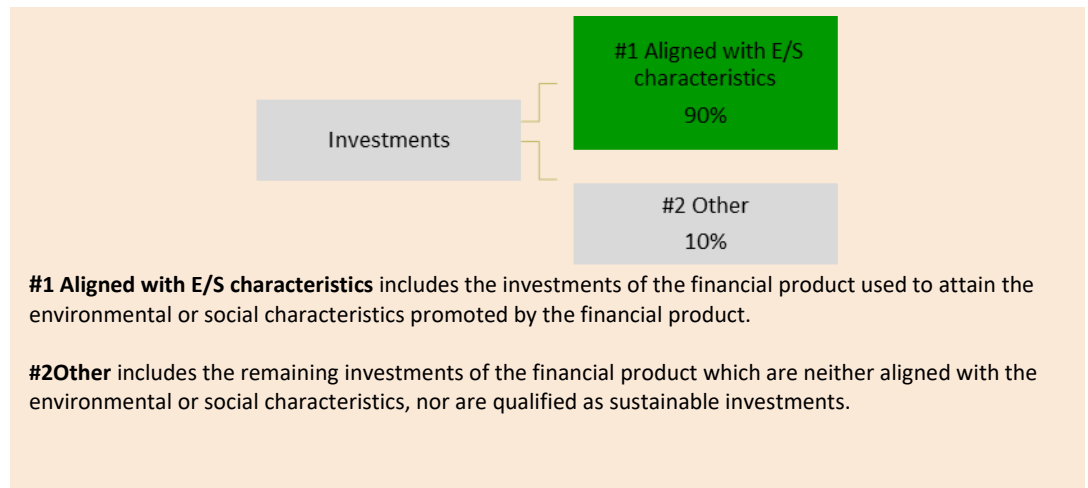 #1 Aligned with E/S
characteristics
90%
Investments
#2 Other
10%
#1 Aligned with E/S characteristics includes the investments of the financial product used to attain the
environmental or social characteristics promoted by the financial product.
#2Other includes the remaining investments of the financial product which are neither aligned with the
environmental or social characteristics, nor are qualified as sustainable investments.